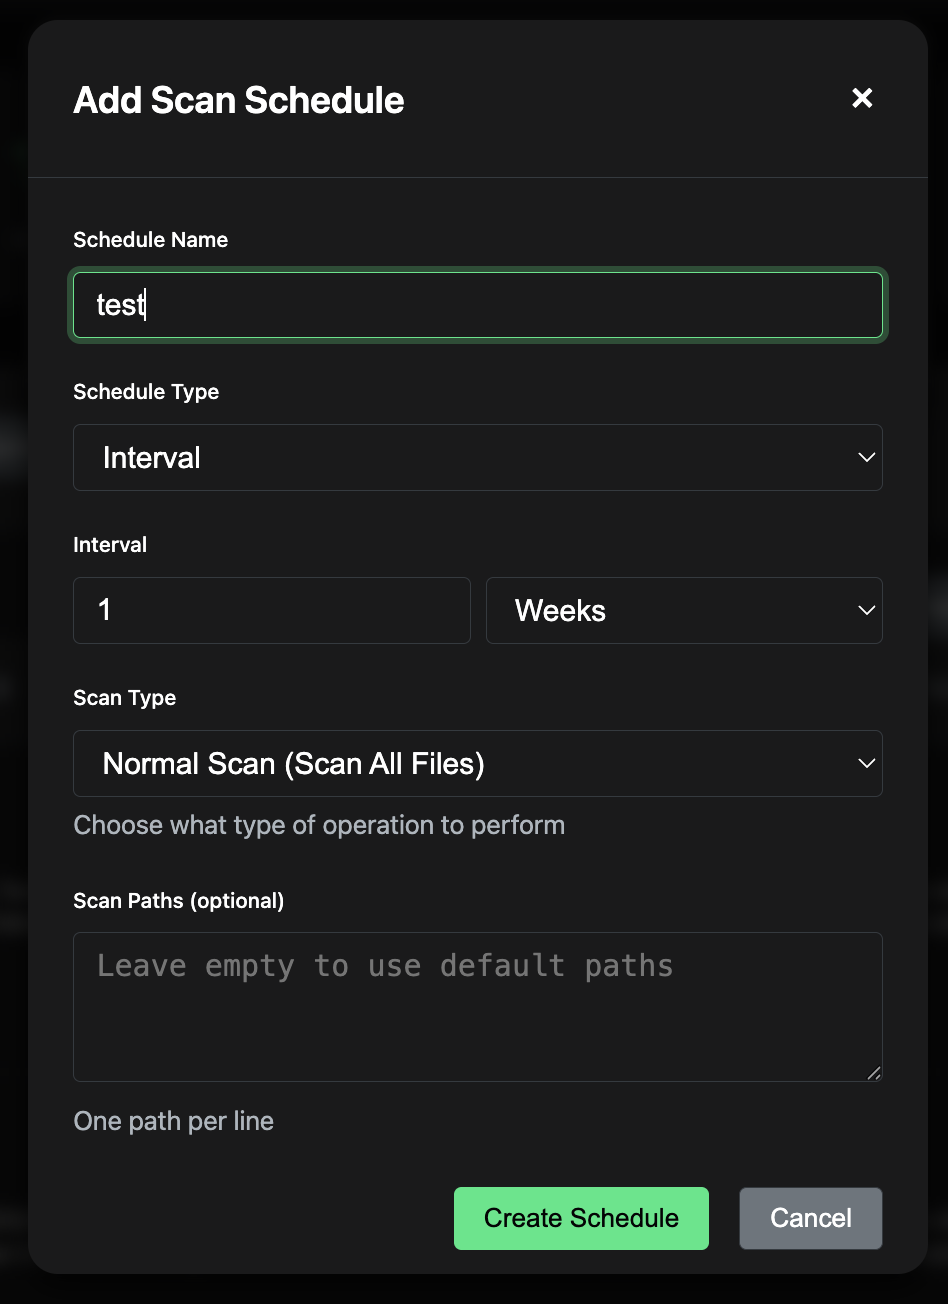 Add Scan Schedule
Schedule Name
test
Schedule Type
Interval
Interval
1
Weeks
Scan Type
Normal Scan (Scan All Files)
Choose what type of operation to perform
Scan Paths (optional)
Leave empty to use default paths
One path per line
Create Schedule
Cancel